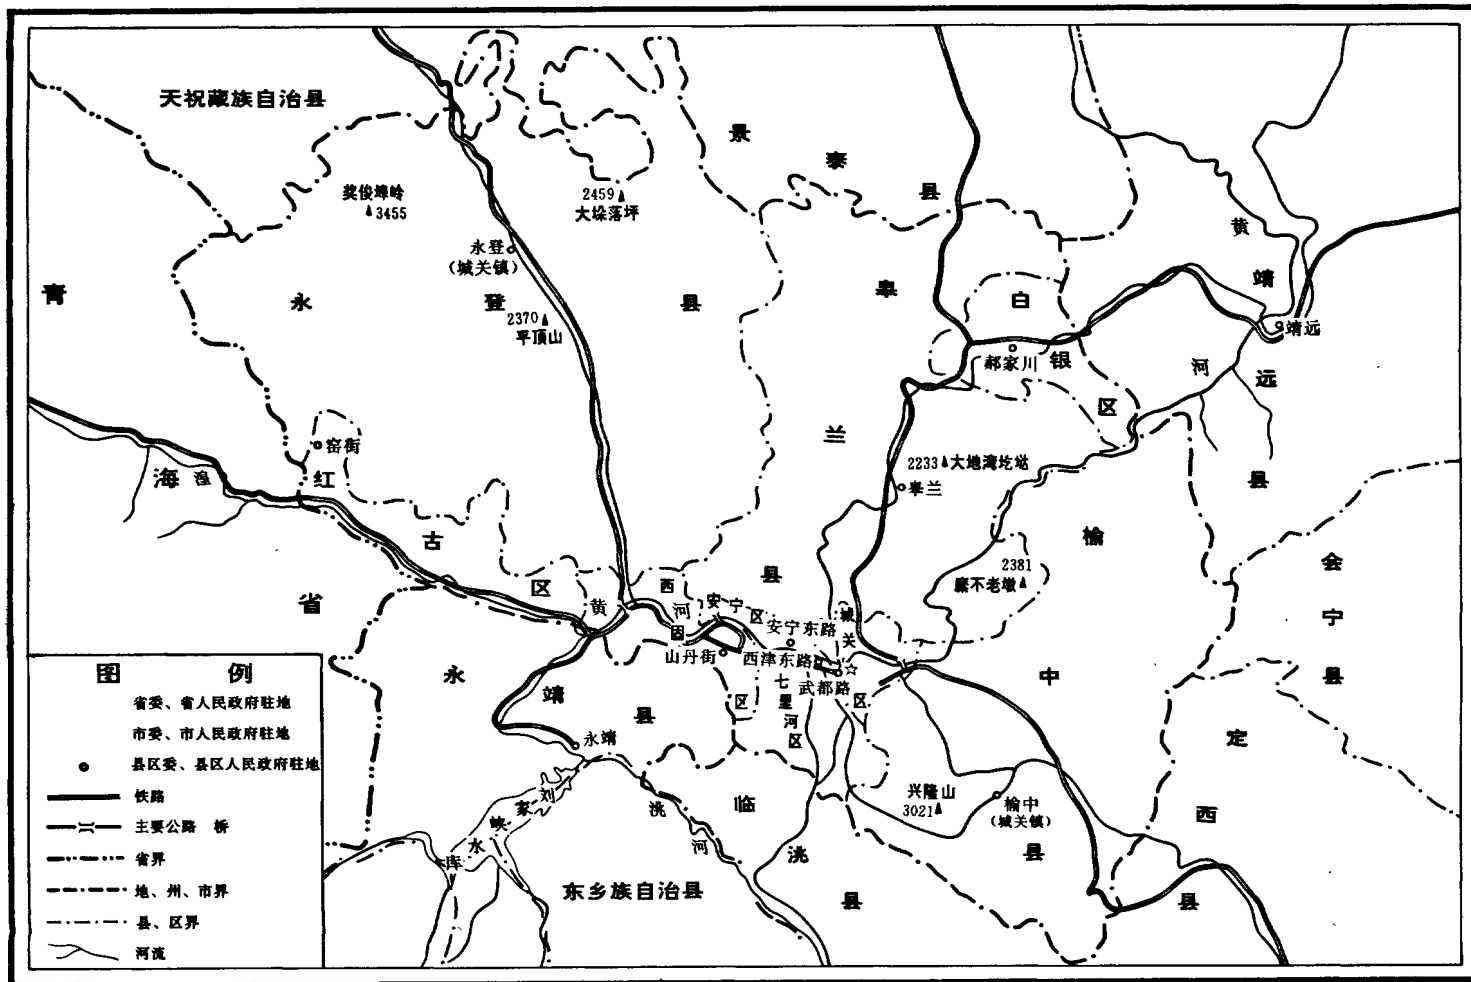 天祝藏族自治县
景泰县
奖俊埠岭
3455
2459
大垛落坪
永登
(城关镇)
永登县
2370
平顶山
青海省
湟
窑街
红古区
皋兰县
白银区
郝家川
黄河
靖远县
靖远
2233 大地湾圪垯
皋兰
榆中县
2381
糜不老墩
会宁县
定西县
黄河
西固区
安宁区
安宁东路
城关区
山丹街
西津东路
武都路
七里河区
永靖县
永靖
刘家峡水库
洮河
临洮县
兴隆山
3021
榆中
(城关镇)
东乡族自治县
图例
省委、省人民政府驻地
市委、市人民政府驻地
县区委、县区人民政府驻地
铁路
主要公路 桥
省界
地、州、市界
县、区界
河流